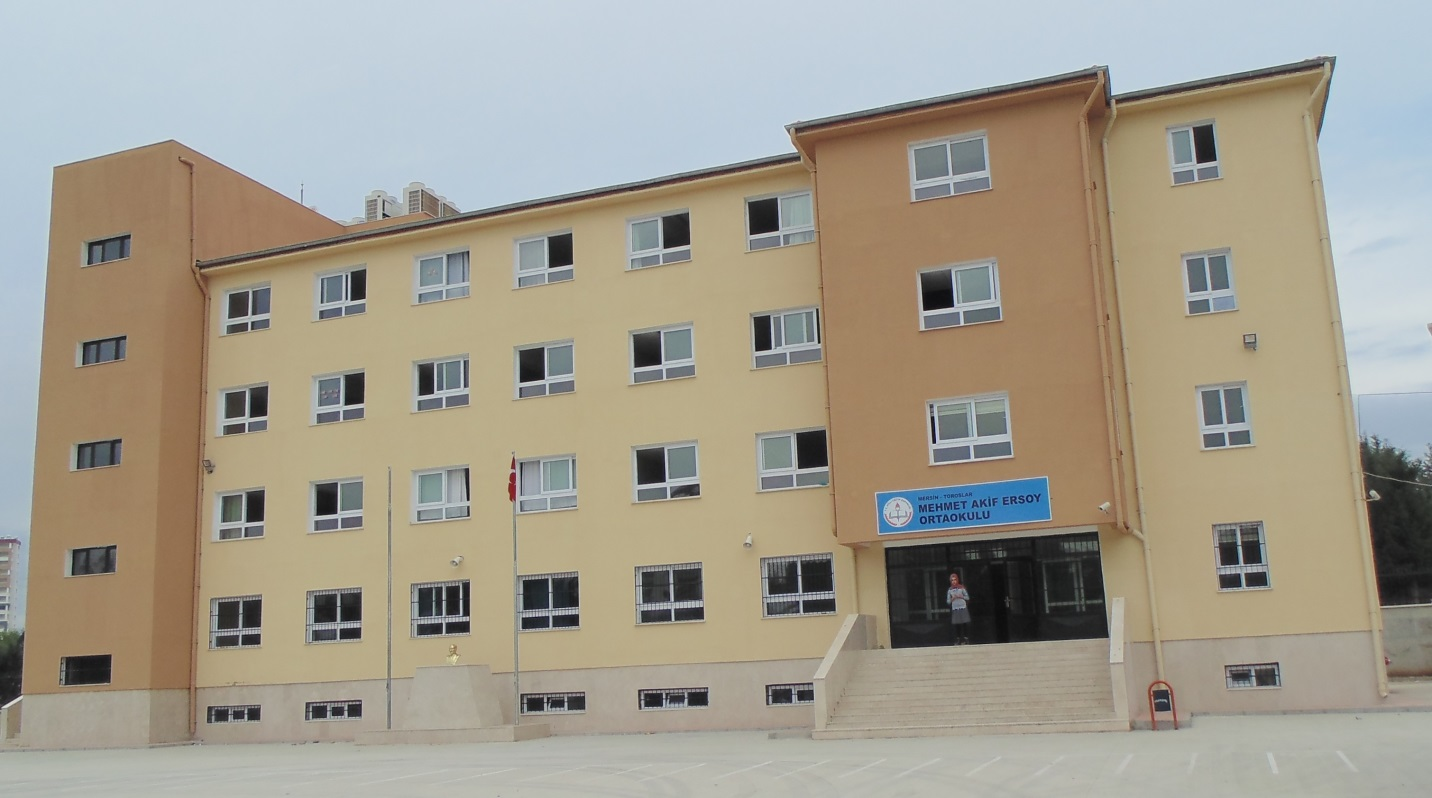 MERSİN - TOROSLAR
MEHMET AKİF ERSOY
ORTAOKULU